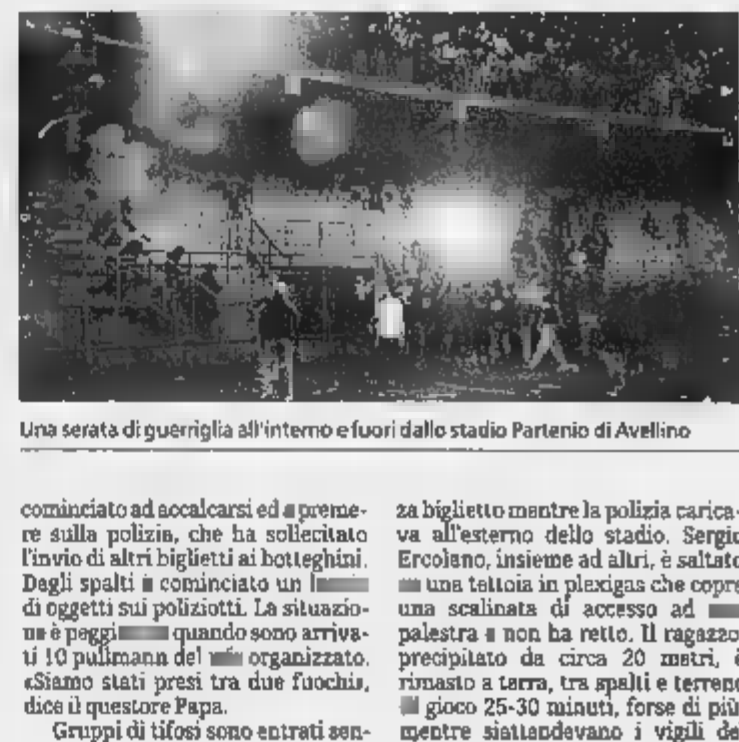 Una serata di guerriglia all'interno e fuori dallo stadio Partenio di Avellino
cominciato ad accalcarsi ed a preme-
re sulla polizia, che ha sollecitato
l'invio di altri biglietti ai botteghini.
Dagli spalti cominciato un
di oggetti sui poliziotti. La situazio-
ne è quando sono arriva-
ti 10 pullmann del organizzato.
«Siamo stati presi tra due fuochi»,
dice il questore Papa.
Gruppi di tifosi sono entrati sen-
za biglietto mentre la polizia carica-
va all'esterno dello stadio. Sergio
Ercolano, insieme ad altri, è saltato
una tettoia in plexigas che copre
una scalinata di accesso ad
palestra non ha retto. Il ragazzo,
precipitato da circa 20 metri, è
rimasto a terra, tra spalti e terreno
gioco 25-30 minuti, forse di più
mentre si attendevano i vigili del